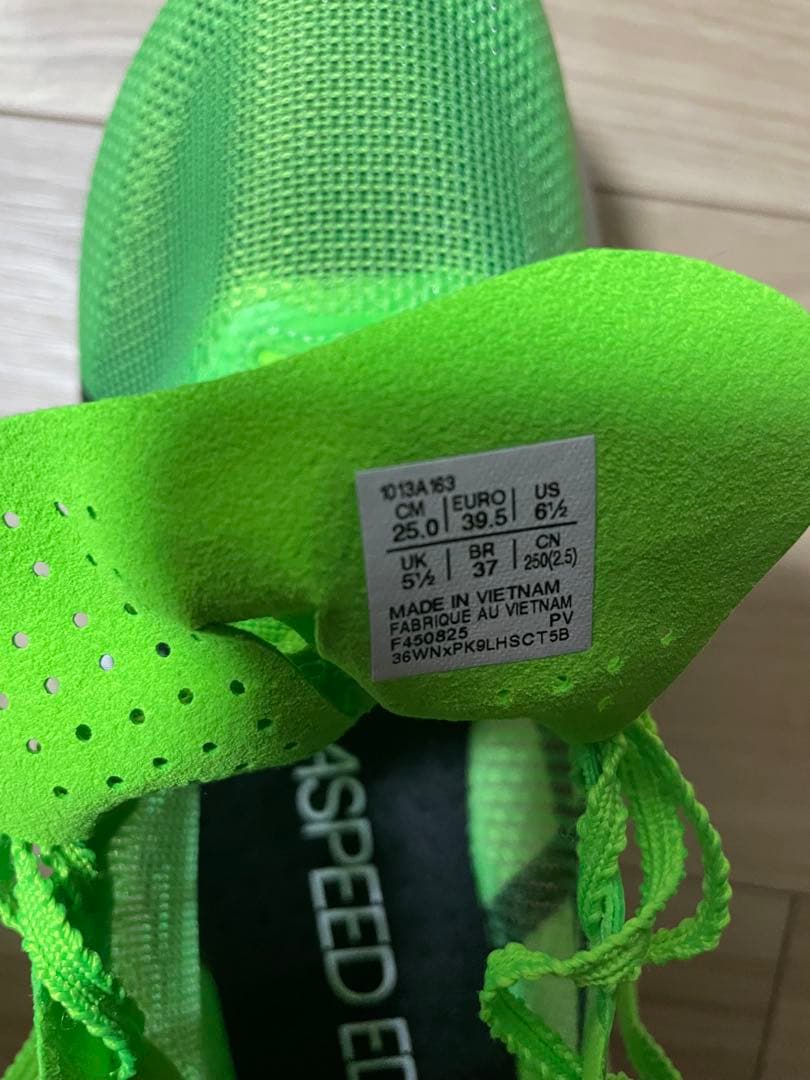 1013A163
CM | EURO | US
25.0 | 39.5 | 6½
UK | BR | CN
5½ | 37 | 250(2.5)
MADE IN VIETNAM
FABRIQUE AU VIETNAM
F450825 PV
36WNxPK9LHSCT5B
ASPEED ED